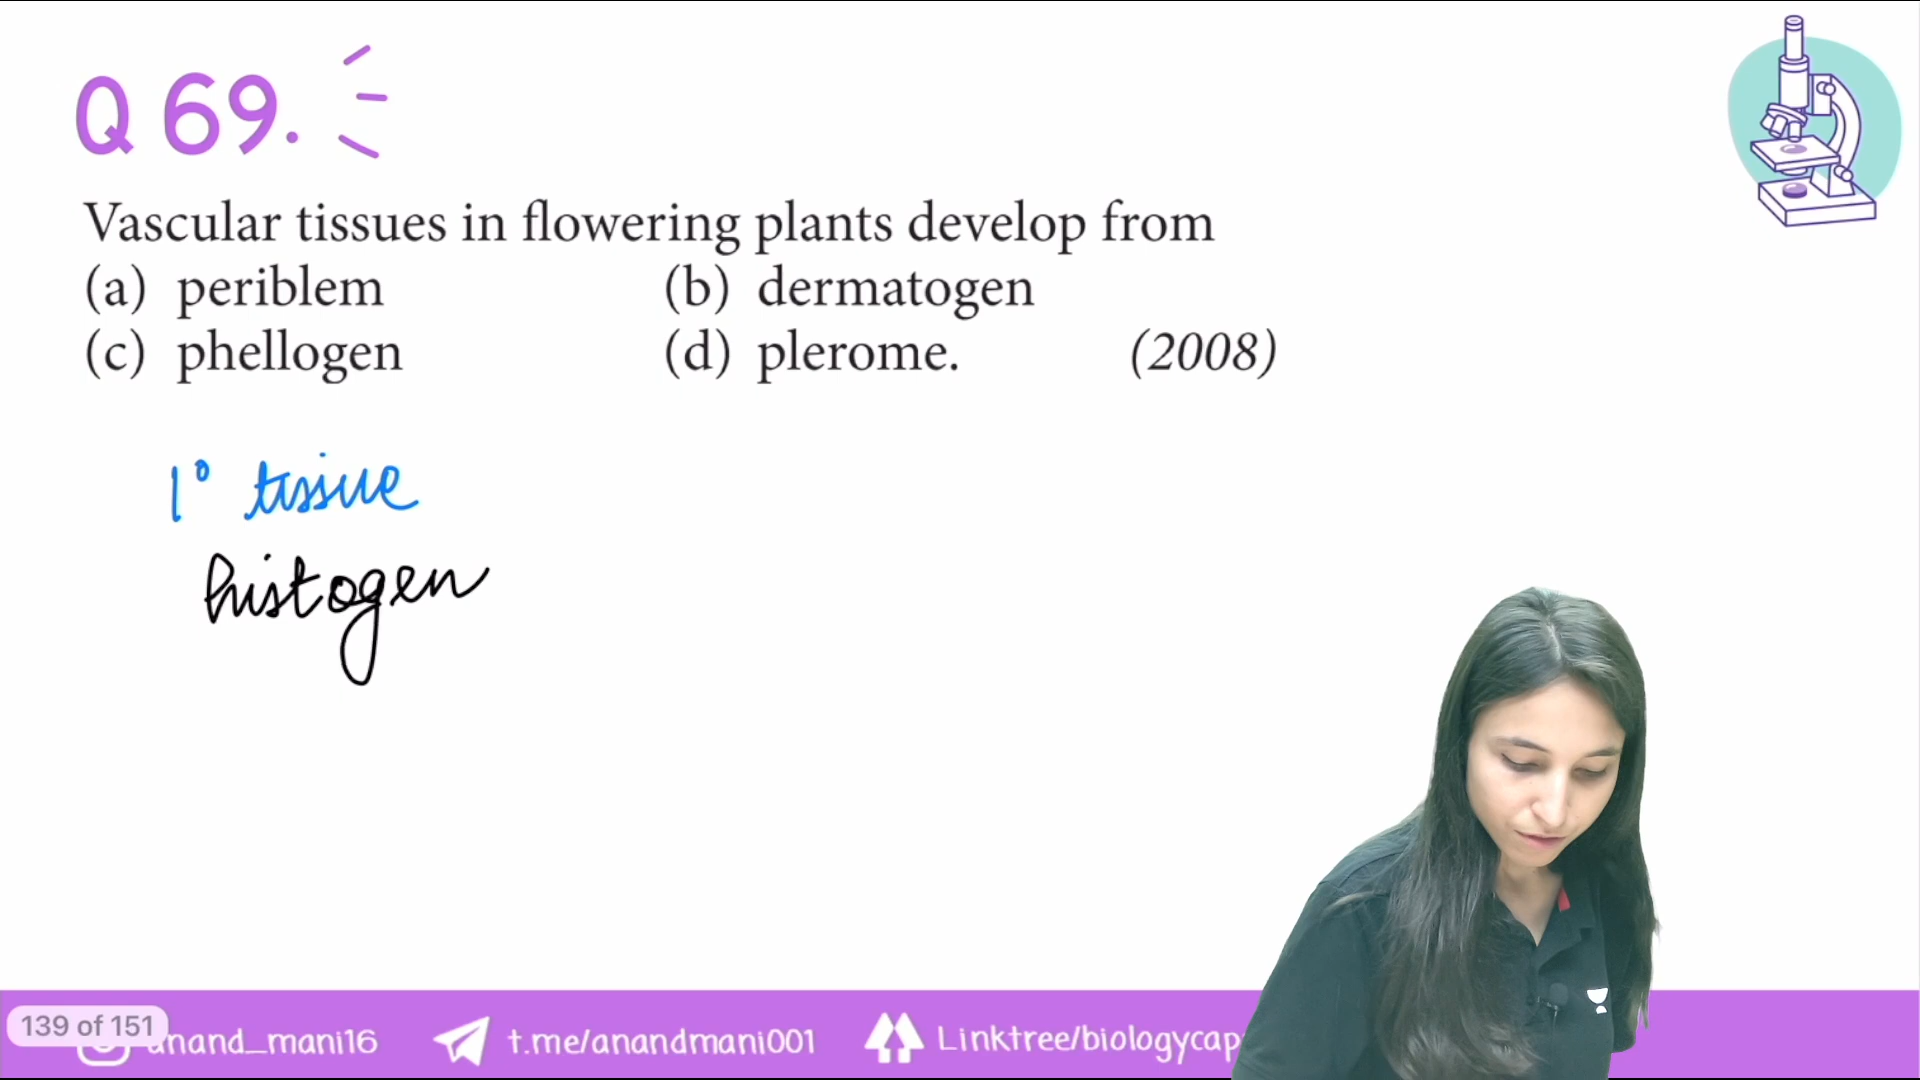 Q 69.
Vascular tissues in flowering plants develop from
(a) periblem (b) dermatogen
(c) phellogen (d) plerome. (2008)
1° tissue
histogen
139 of 151
anand_mani16 t.me/anandmani001 Linktree/biologycap